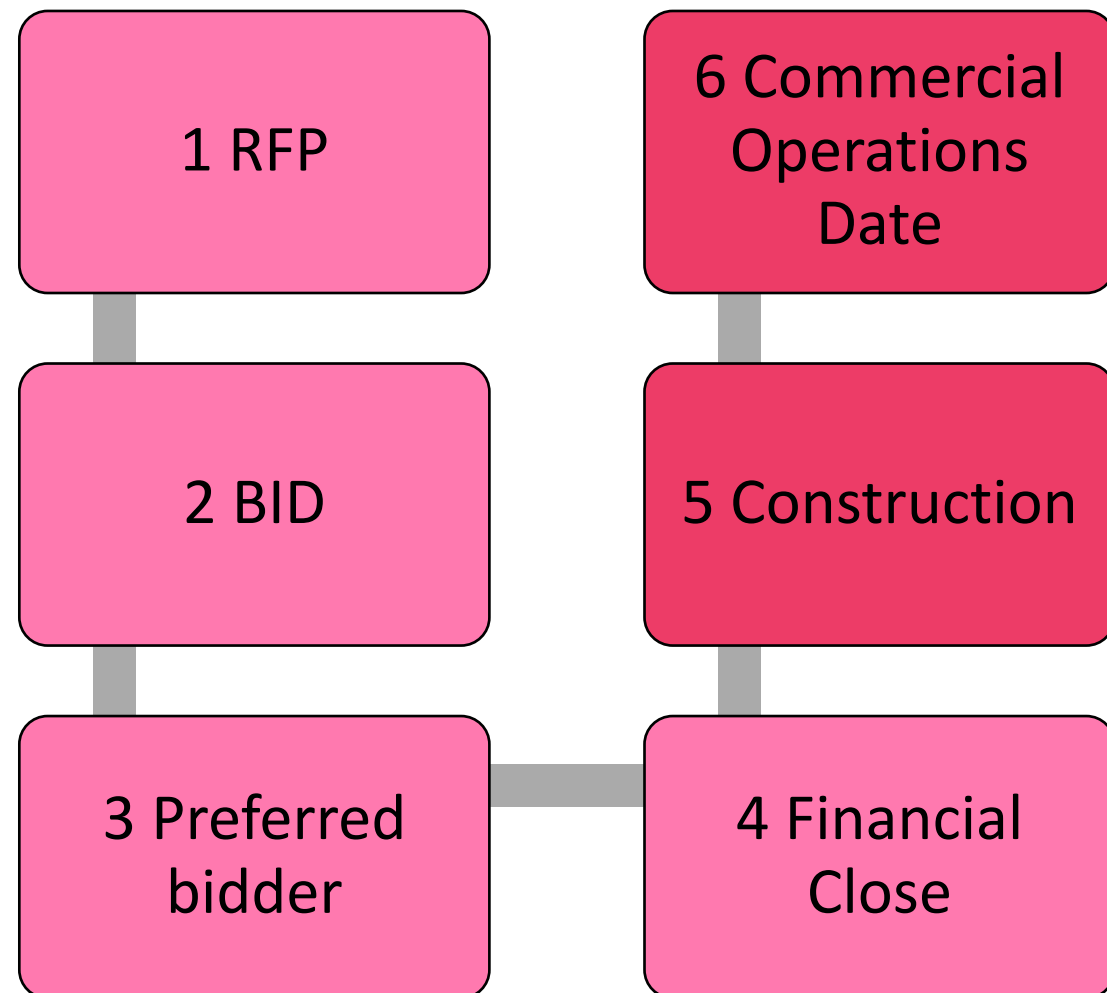 1 RFP
2 BID
3 Preferred
bidder
4 Financial
Close
5 Construction
6 Commercial
Operations
Date